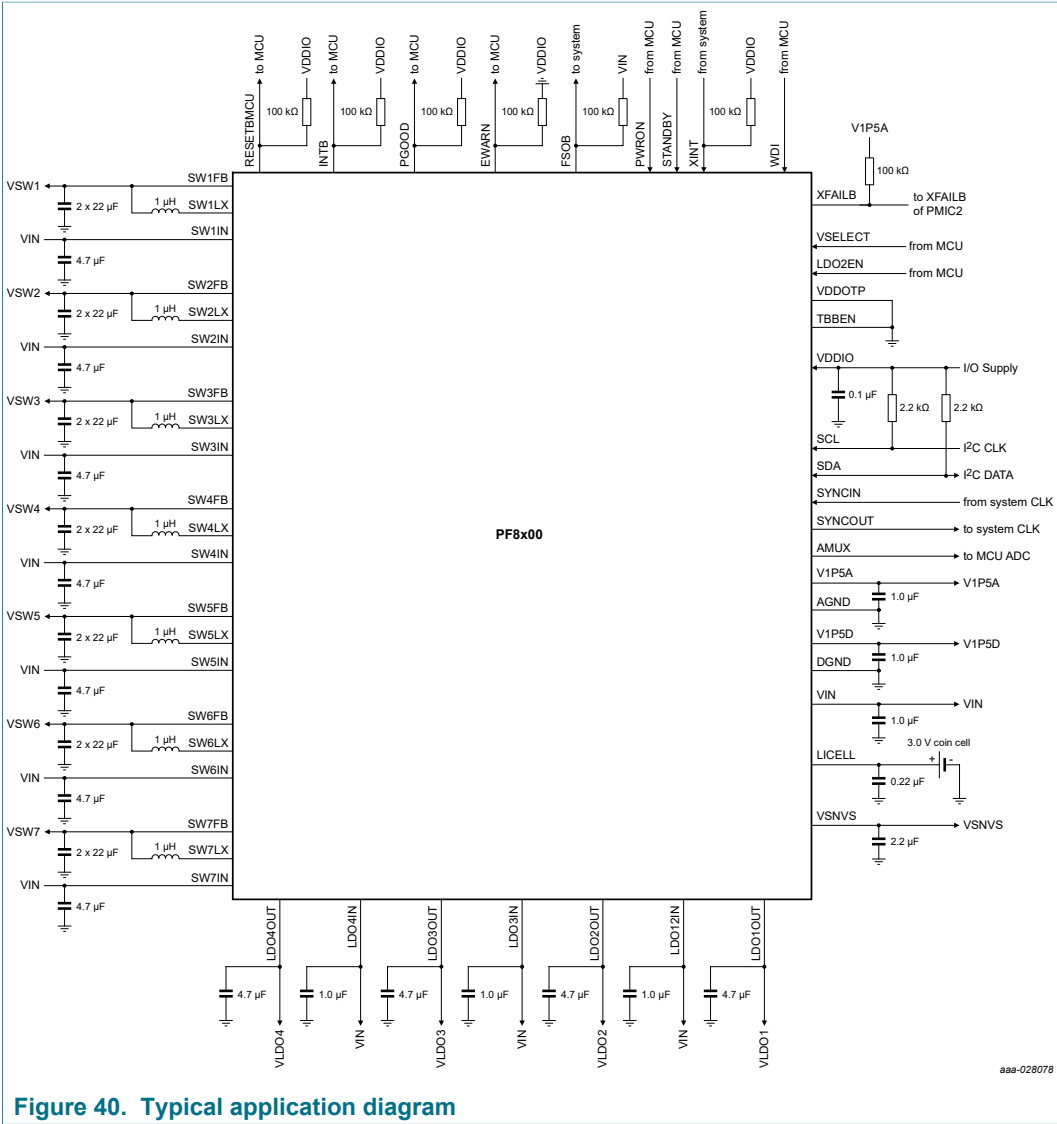 to MCU
VDDIO
to MCU
VDDIO
to MCU
VDDIO
to MCU
VDDIO
to system
VIN
from MCU
from MCU
from system
VDDIO
from MCU
100 kΩ
100 kΩ
100 kΩ
100 kΩ
100 kΩ
100 kΩ
RESETBMCU
INTB
PGOOD
EWARN
FSOB
PWRON
STANDBY
XINT
WDI
VSW1
SW1FB
2 x 22 µF
1 µH
SW1LX
VIN
SW1IN
4.7 µF
VSW2
SW2FB
2 x 22 µF
1 µH
SW2LX
VIN
SW2IN
4.7 µF
VSW3
SW3FB
2 x 22 µF
1 µH
SW3LX
VIN
SW3IN
4.7 µF
VSW4
SW4FB
2 x 22 µF
1 µH
SW4LX
VIN
SW4IN
4.7 µF
VSW5
SW5FB
2 x 22 µF
1 µH
SW5LX
VIN
SW5IN
4.7 µF
VSW6
SW6FB
2 x 22 µF
1 µH
SW6LX
VIN
SW6IN
4.7 µF
VSW7
SW7FB
2 x 22 µF
1 µH
SW7LX
VIN
SW7IN
4.7 µF
PF8x00
V1P5A
100 kΩ
XFAILB
to XFAILB
of PMIC2
VSELECT
from MCU
LDO2EN
from MCU
VDDOTP
TBBEN
VDDIO
I/O Supply
0.1 µF
2.2 kΩ
2.2 kΩ
SCL
I²C CLK
SDA
I²C DATA
SYNCIN
from system CLK
SYNCOUT
to system CLK
AMUX
to MCU ADC
V1P5A
V1P5A
1.0 µF
AGND
V1P5D
V1P5D
1.0 µF
DGND
VIN
VIN
1.0 µF
3.0 V coin cell
LICELL
+ -
0.22 µF
VSNVS
VSNVS
2.2 µF
LDO4OUT
LDO4IN
LDO3OUT
LDO3IN
LDO2OUT
LDO12IN
LDO1OUT
4.7 µF
1.0 µF
4.7 µF
1.0 µF
4.7 µF
1.0 µF
4.7 µF
VLDO4
VIN
VLDO3
VIN
VLDO2
VIN
VLDO1
aaa-028078
Figure 40. Typical application diagram